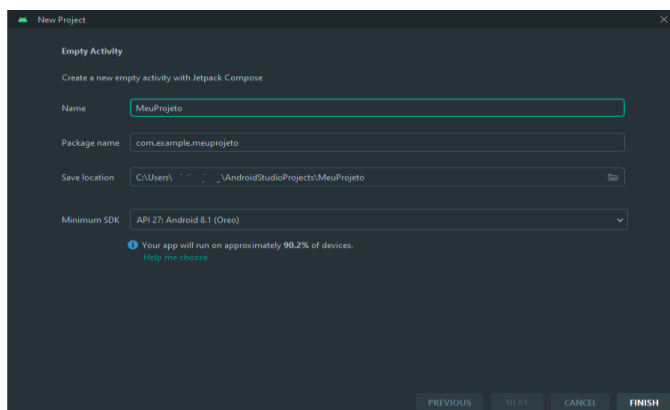 New Project
Empty Activity
Create a new empty activity with Jetpack Compose
Name MeuProjeto
Package name com.example.meuprojeto
Save location C:\Users\ \AndroidStudioProjects\MeuProjeto
Minimum SDK API 27: Android 8.1 (Oreo)
Your app will run on approximately 90.2% of devices.
Help me choose
PREVIOUS NEXT CANCEL FINISH